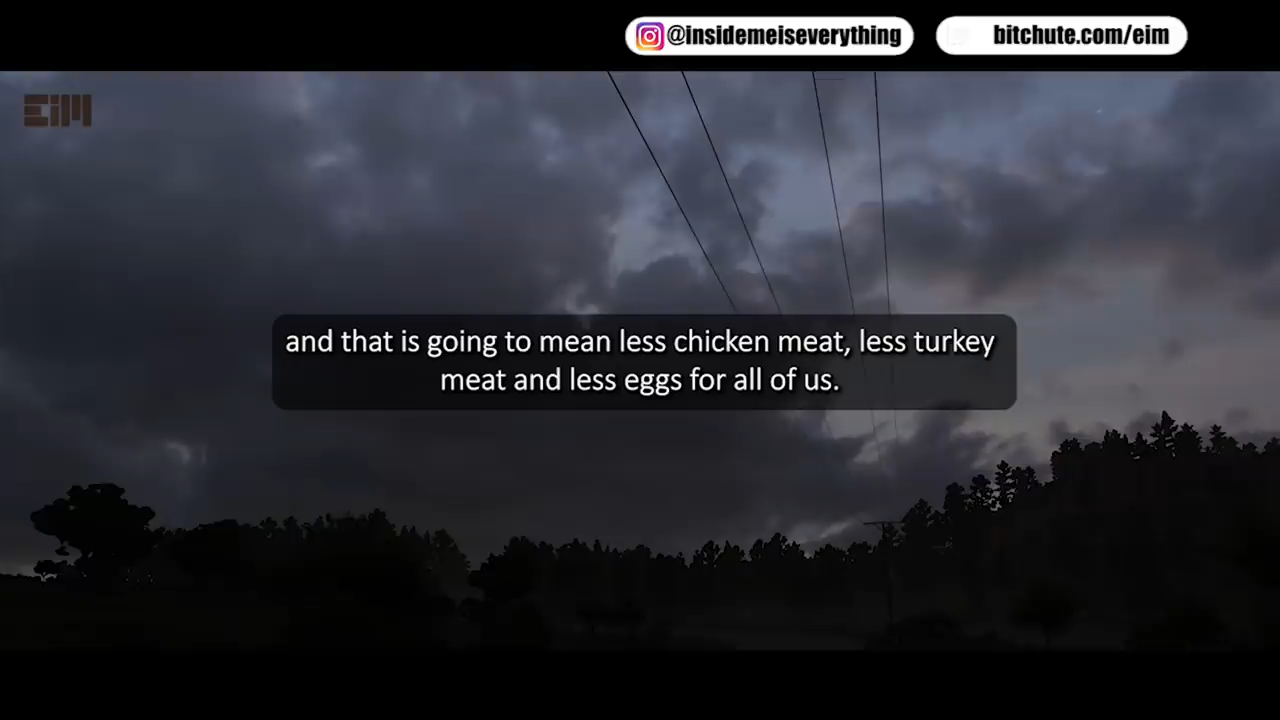 @insidemeiseverything
bitchute.com/eim
EIM
and that is going to mean less chicken meat, less turkey
meat and less eggs for all of us.